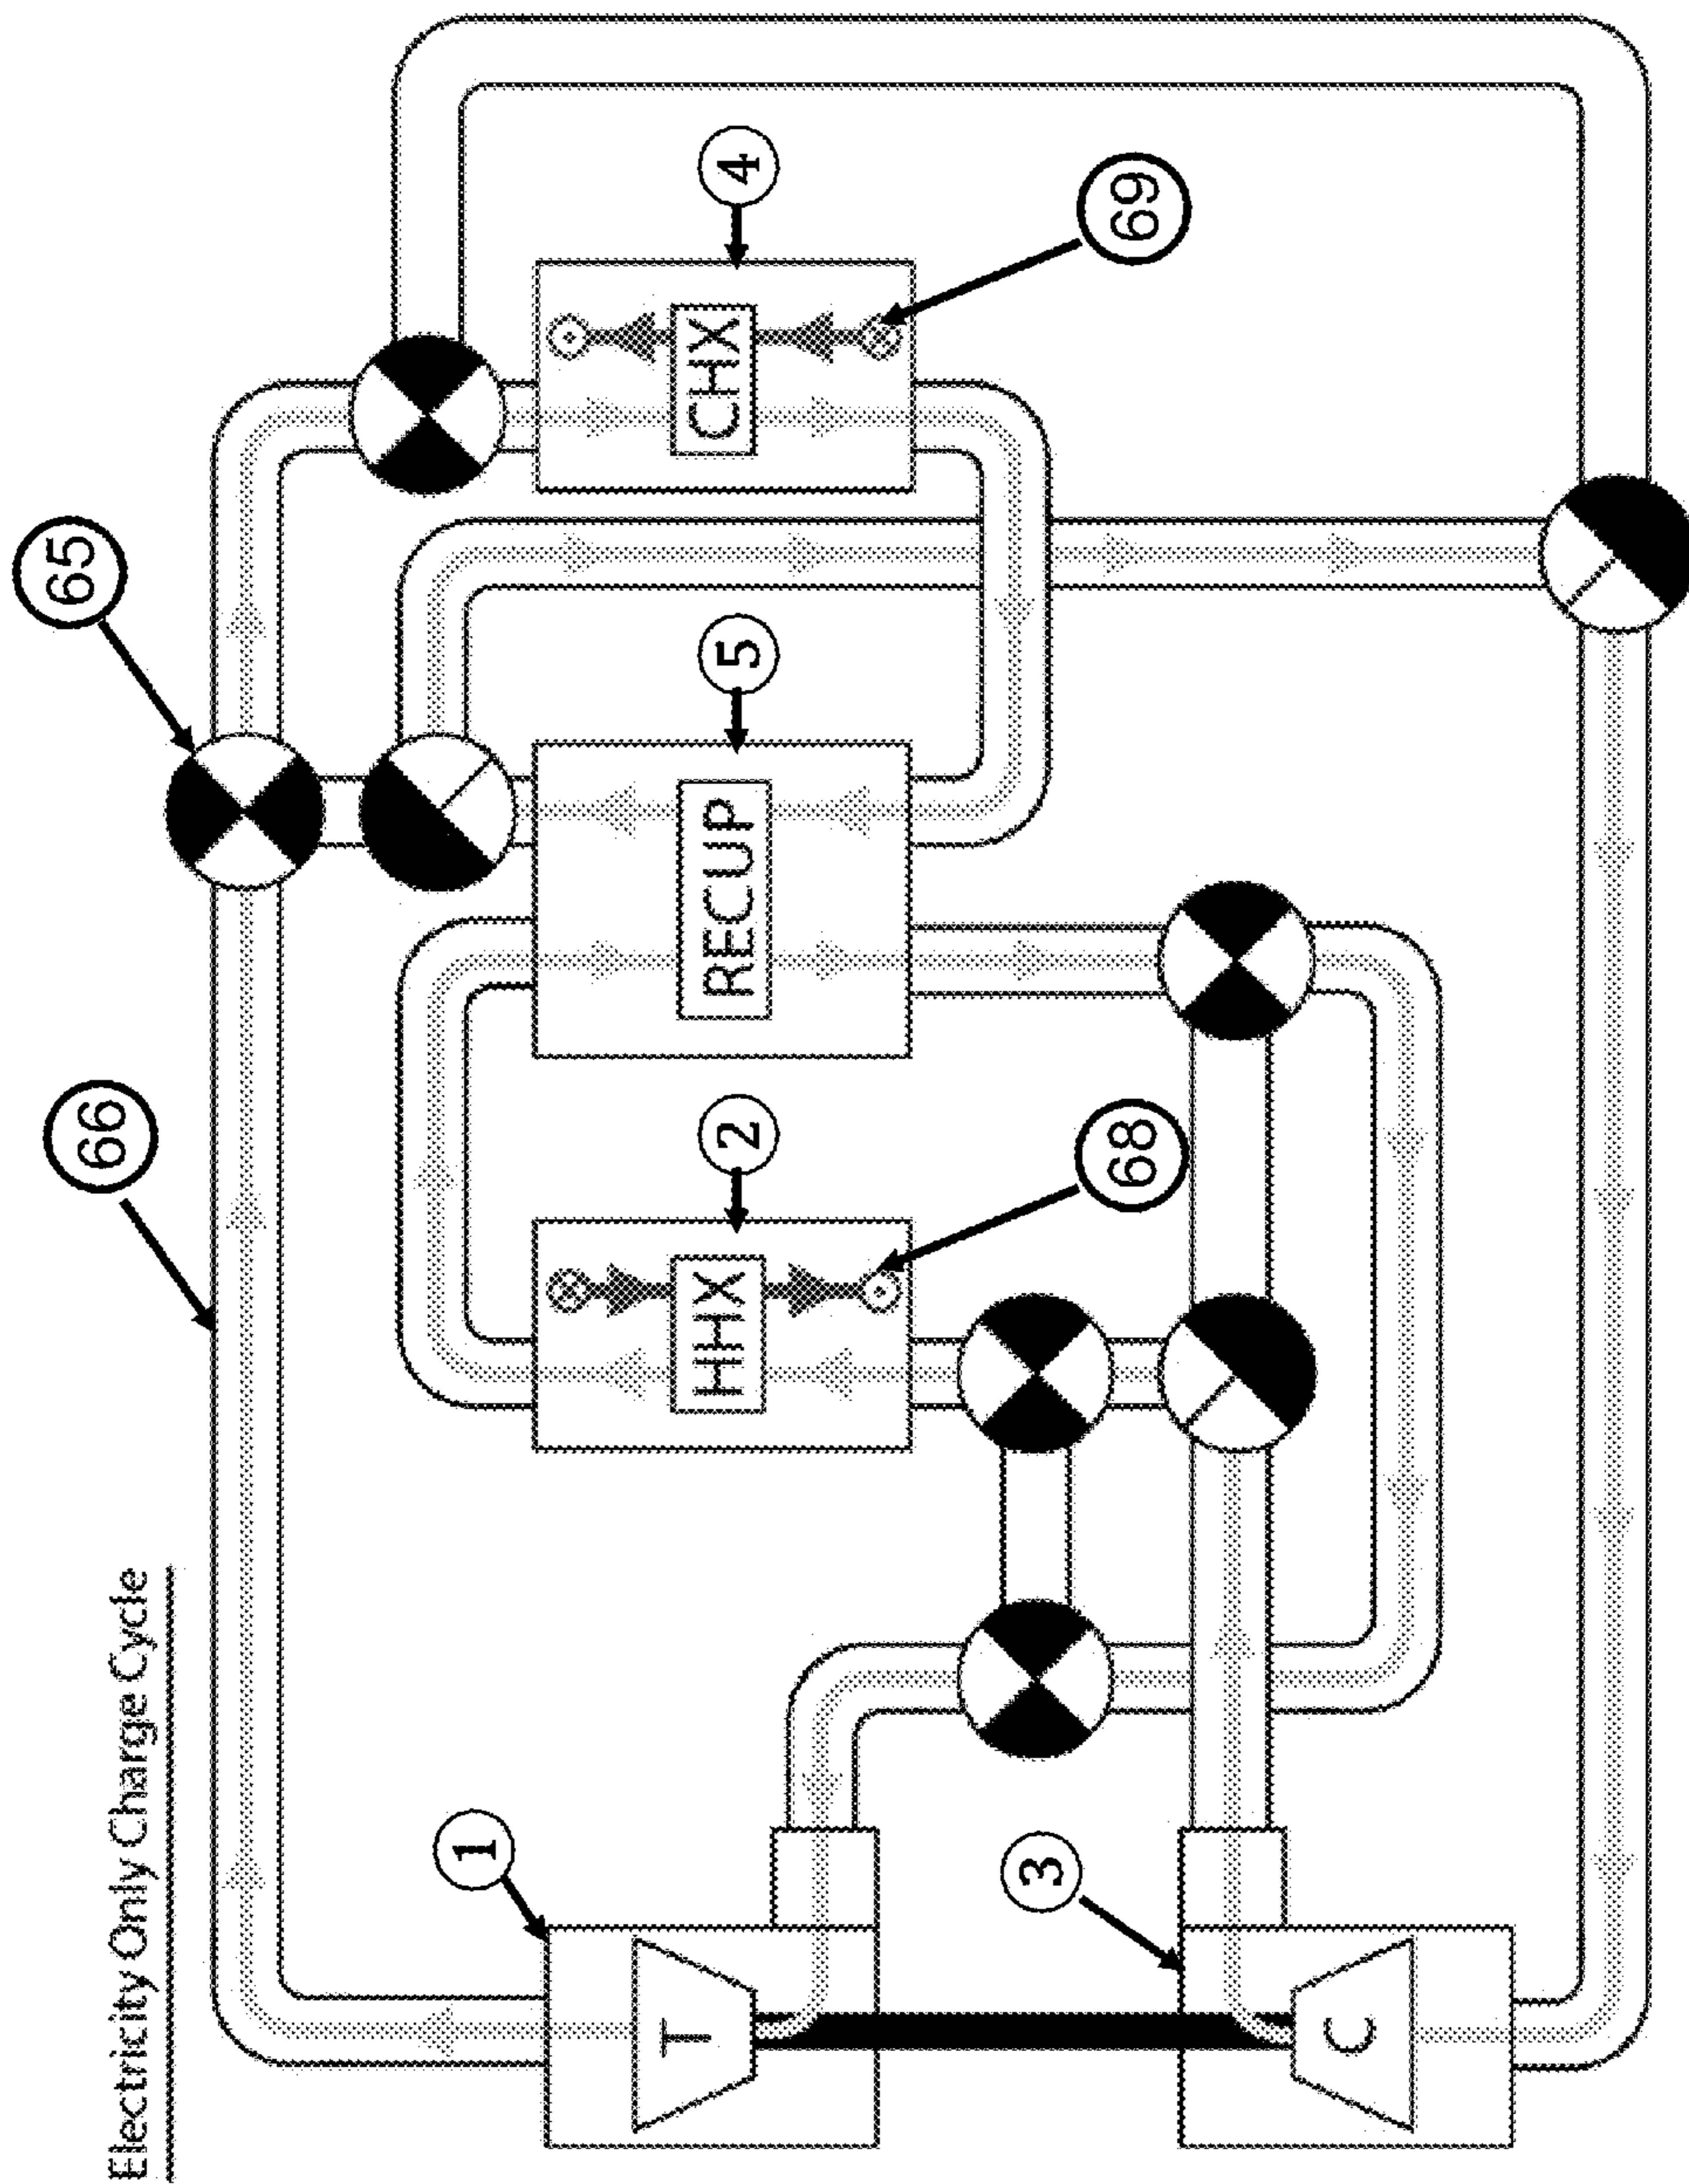 Electricity Only Charge Cycle
66
65
1
T
2
HHX
68
5
RECUP
4
CHX
69
3
C